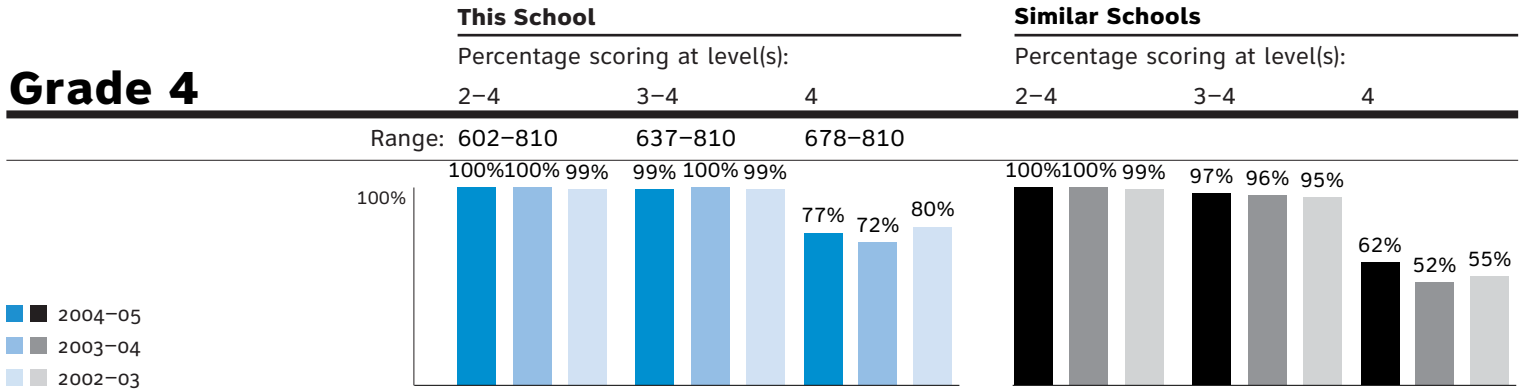 This School Similar Schools
Percentage scoring at level(s): Percentage scoring at level(s):
Grade 4 2–4 3–4 4 2–4 3–4 4
Range: 602–810 637–810 678–810
100% 100% 99% 99% 100% 99% 77% 72% 80% 100% 100% 99% 97% 96% 95% 62% 52% 55%
100%
2004–05
2003–04
2002–03